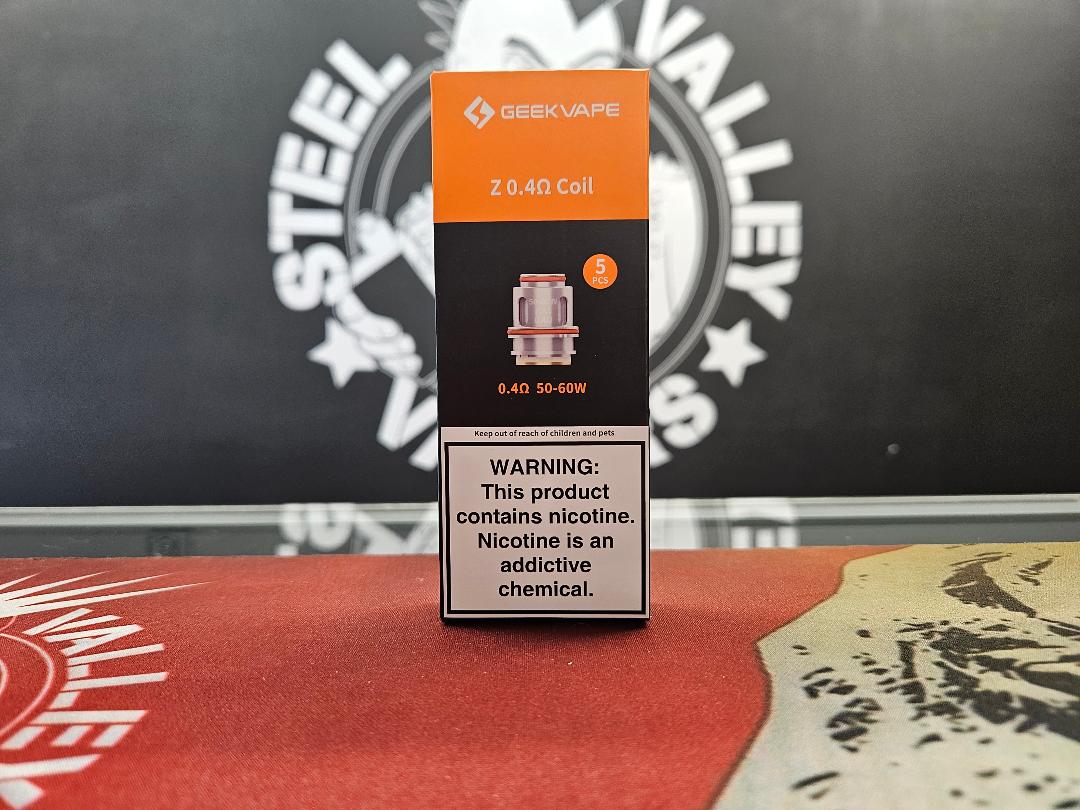 STEEL VALLEY
GEEKVAPE
Z 0.4Ω Coil
5
PCS
0.4Ω 50-60W
Keep out of reach of children and pets
WARNING:
This product
contains nicotine.
Nicotine is an
addictive
chemical.
VALLEY